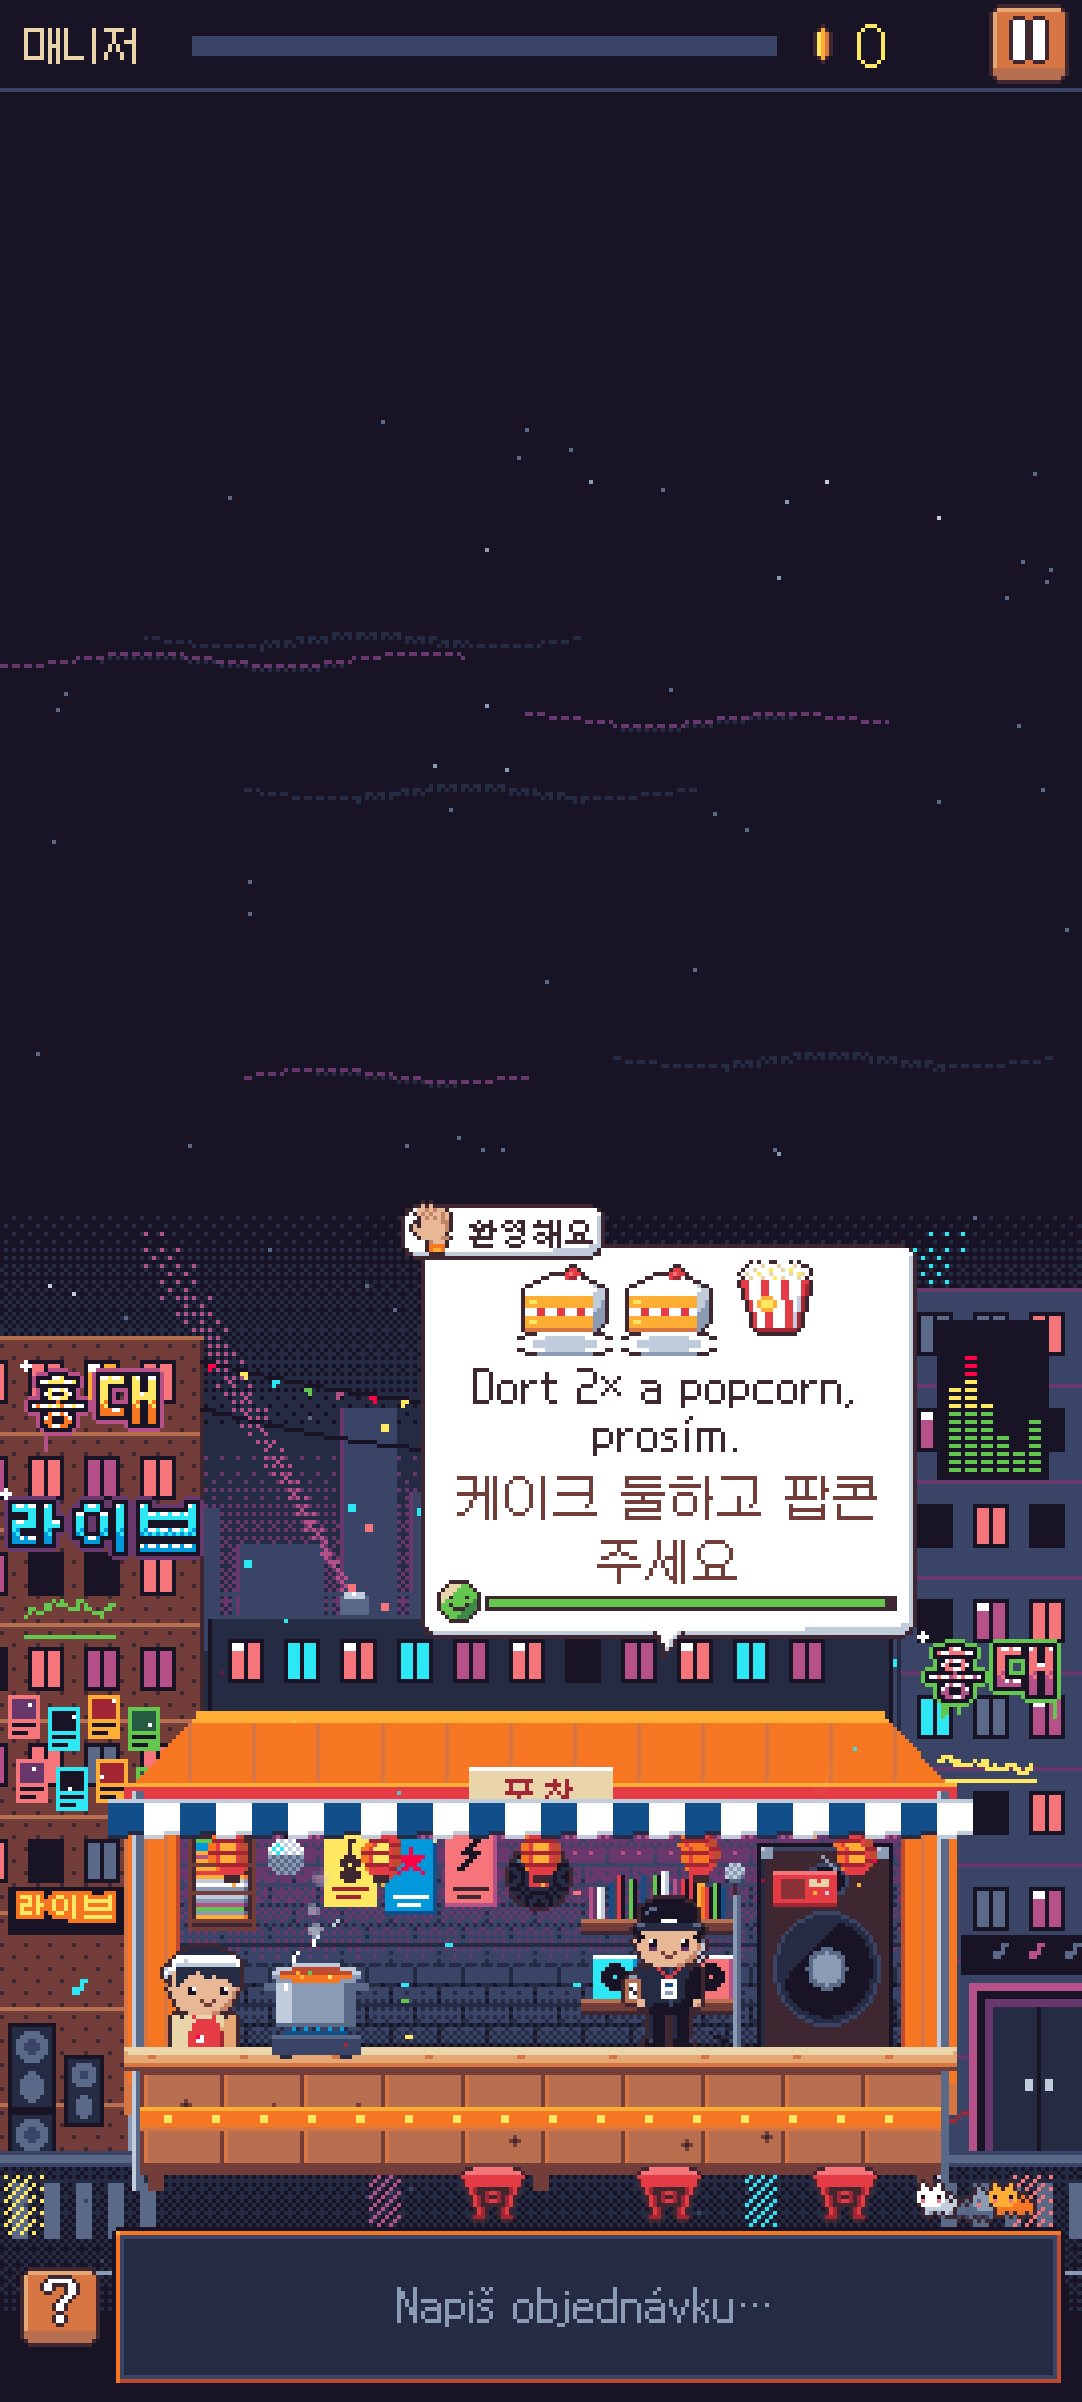 매니저
0
환영해요
Dort 2× a popcorn,
prosím.
케이크 둘하고 팝콘
주세요
홍대
라이브
홍대
포차
라이브
?
Napiš objednávku…